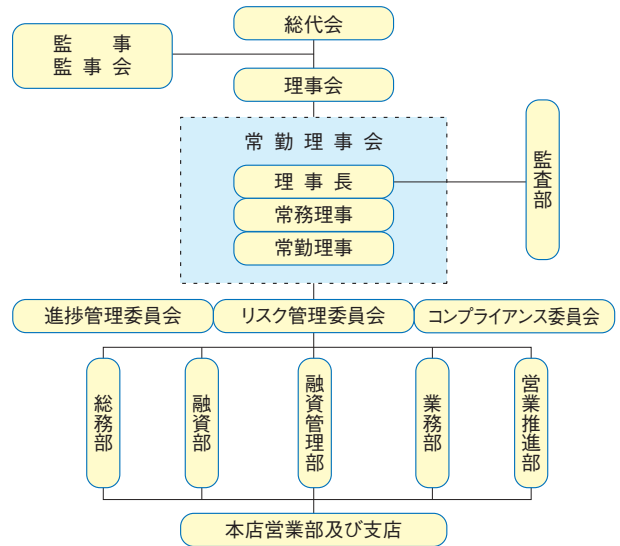 総代会
監事
監事会
理事会
常勤理事会
理事長
常務理事
常勤理事
監査部
進捗管理委員会
リスク管理委員会
コンプライアンス委員会
総務部
融資部
融資管理部
業務部
営業推進部
本店営業部及び支店